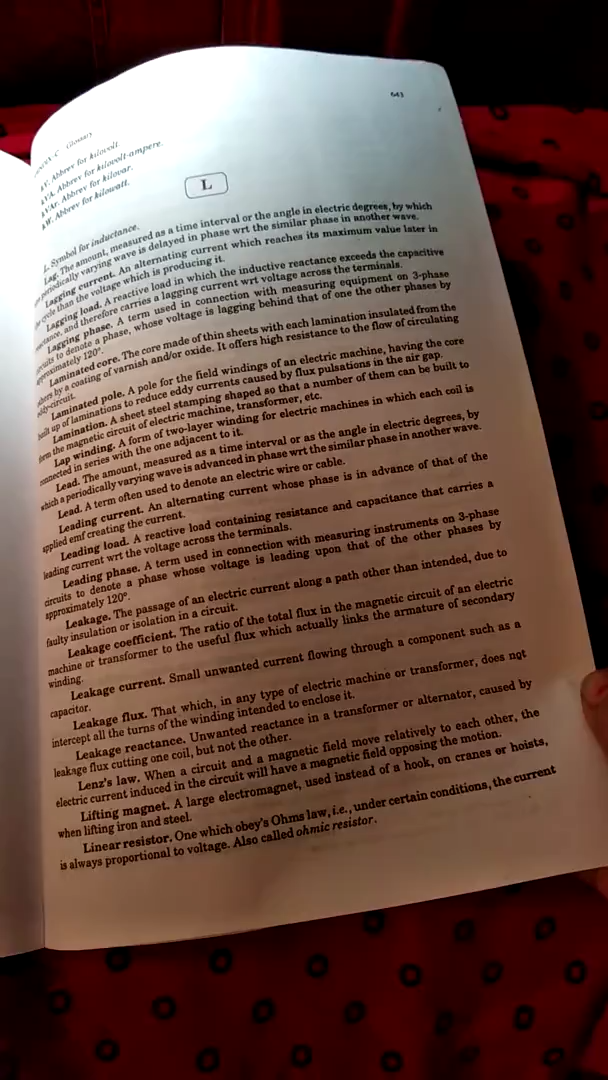 643
C Glossary
kV. Abbrev for kilovolt.
kVA. Abbrev for kilovolt-ampere.
kVAr. Abbrev for kilovar.
kW. Abbrev for kilowatt.
L
L. Symbol for inductance.
Lag. The amount, measured as a time interval or the angle in electric degrees, by which
periodically varying wave is delayed in phase wrt the similar phase in another wave.
Lagging current. An alternating current which reaches its maximum value later in
cycle than the voltage which is producing it.
Lagging load. A reactive load in which the inductive reactance exceeds the capacitive
reactance, and therefore carries a lagging current wrt voltage across the terminals.
Lagging phase. A term used in connection with measuring equipment on 3-phase
circuits to denote a phase, whose voltage is lagging behind that of one the other phases by
approximately 120°.
Laminated core. The core made of thin sheets with each lamination insulated from the
others by a coating of varnish and/or oxide. It offers high resistance to the flow of circulating
eddy-circuit.
Laminated pole. A pole for the field windings of an electric machine, having the core
built up of laminations to reduce eddy currents caused by flux pulsations in the air gap.
Lamination. A sheet steel stamping shaped so that a number of them can be built to
form the magnetic circuit of electric machine, transformer, etc.
Lap winding. A form of two-layer winding for electric machines in which each coil is
connected in series with the one adjacent to it.
Lead. The amount, measured as a time interval or as the angle in electric degrees, by
which a periodically varying wave is advanced in phase wrt the similar phase in another wave.
Lead. A term often used to denote an electric wire or cable.
Leading current. An alternating current whose phase is in advance of that of the
applied emf creating the current.
Leading load. A reactive load containing resistance and capacitance that carries a
leading current wrt the voltage across the terminals.
Leading phase. A term used in connection with measuring instruments on 3-phase
circuits to denote a phase whose voltage is leading upon that of the other phases by
approximately 120°.
Leakage. The passage of an electric current along a path other than intended, due to
faulty insulation or isolation in a circuit.
Leakage coefficient. The ratio of the total flux in the magnetic circuit of an electric
machine or transformer to the useful flux which actually links the armature of secondary
winding.
Leakage current. Small unwanted current flowing through a component such as a
capacitor.
Leakage flux. That which, in any type of electric machine or transformer, does not
intercept all the turns of the winding intended to enclose it.
Leakage reactance. Unwanted reactance in a transformer or alternator, caused by
leakage flux cutting one coil, but not the other.
Lenz's law. When a circuit and a magnetic field move relatively to each other, the
electric current induced in the circuit will have a magnetic field opposing the motion.
Lifting magnet. A large electromagnet, used instead of a hook, on cranes or hoists,
when lifting iron and steel.
Linear resistor. One which obey's Ohms law, i.e., under certain conditions, the current
is always proportional to voltage. Also called ohmic resistor.